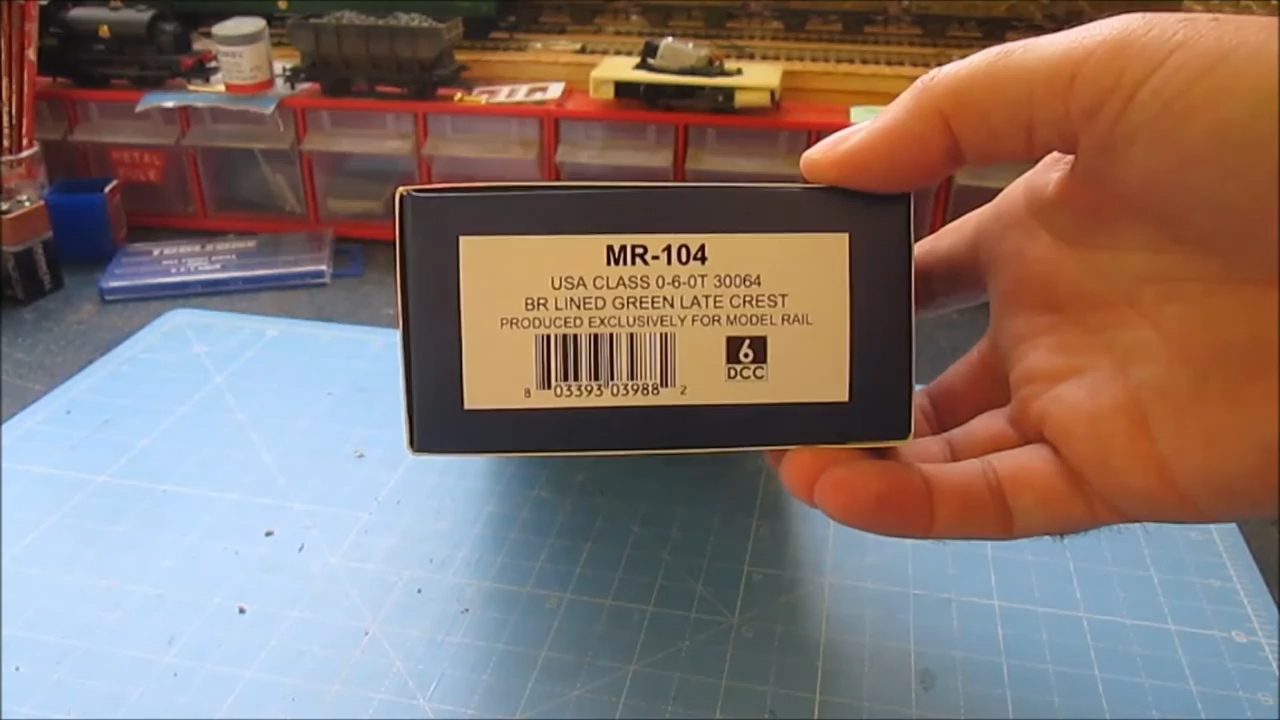 METAL
MR-104
USA CLASS 0-6-0T 30064
BR LINED GREEN LATE CREST
PRODUCED EXCLUSIVELY FOR MODEL RAIL
6
DCC
8 03393 03988 2